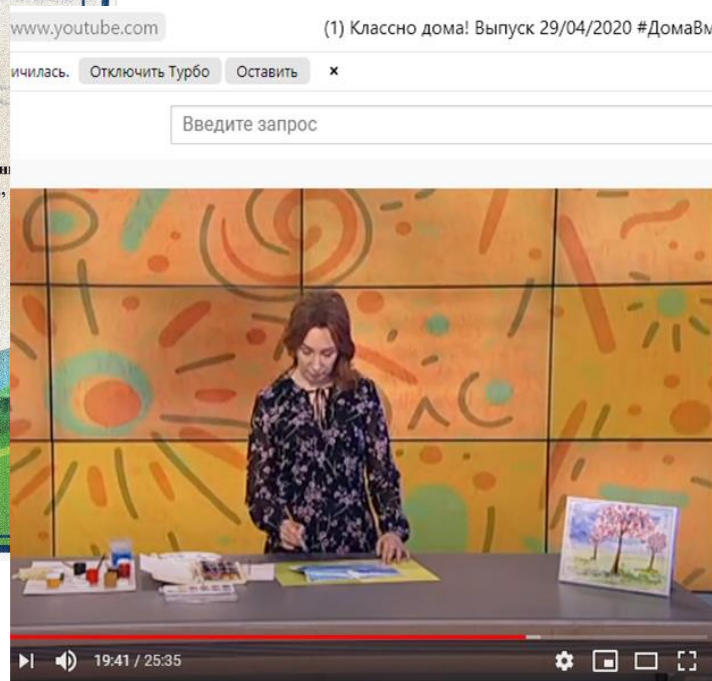 www.youtube.com (1) Классно дома! Выпуск 29/04/2020 #ДомаВм
ичилась. Отключить Турбо Оставить ×
Введите запрос
19:41 / 25:35